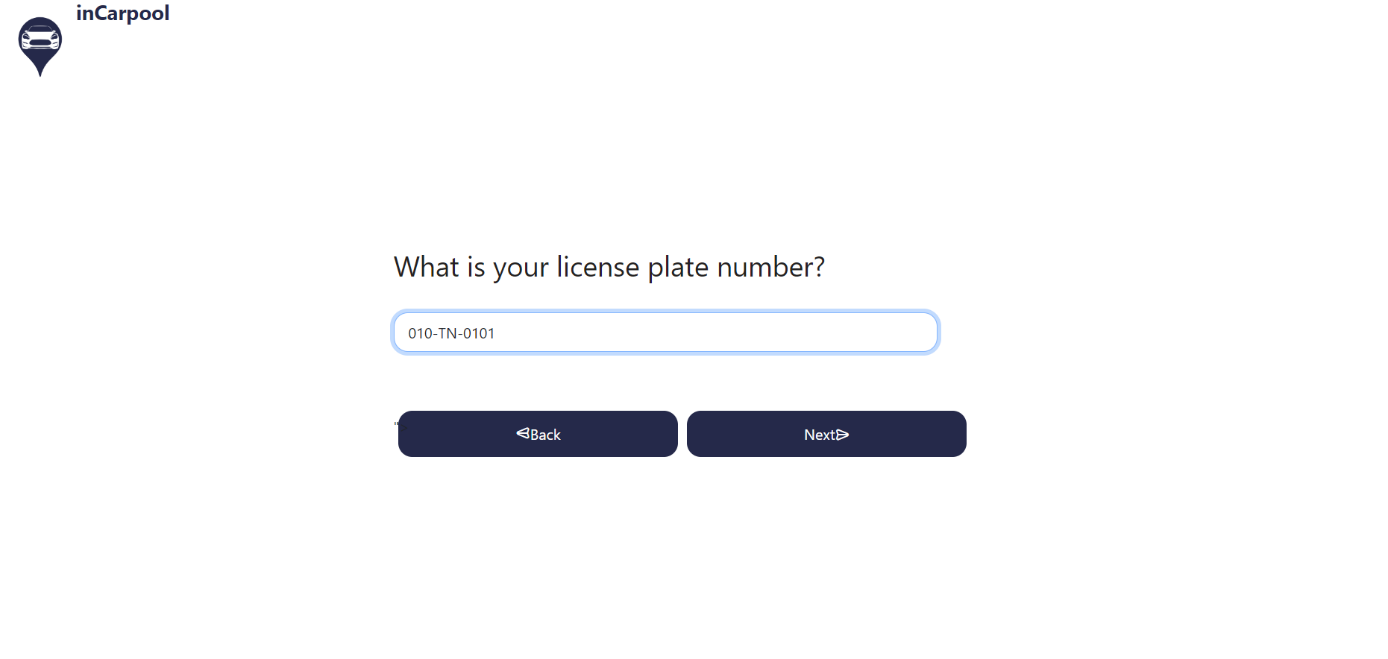 inCarpool
What is your license plate number?
010-TN-0101
"
Back
Next